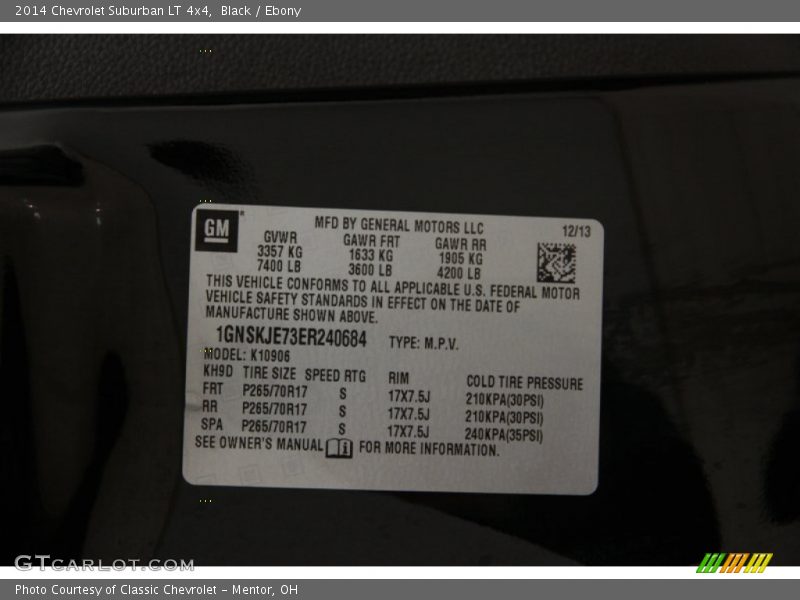 2014 Chevrolet Suburban LT 4x4, Black / Ebony
GM
MFD BY GENERAL MOTORS LLC 12/13
GVWR GAWR FRT GAWR RR
3357 KG 1633 KG 1905 KG
7400 LB 3600 LB 4200 LB
THIS VEHICLE CONFORMS TO ALL APPLICABLE U.S. FEDERAL MOTOR
VEHICLE SAFETY STANDARDS IN EFFECT ON THE DATE OF
MANUFACTURE SHOWN ABOVE.
1GNSKJE73ER240684 TYPE: M.P.V.
MODEL: K10906
KH9D TIRE SIZE SPEED RTG RIM COLD TIRE PRESSURE
FRT P265/70R17 S 17X7.5J 210KPA(30PSI)
RR P265/70R17 S 17X7.5J 210KPA(30PSI)
SPA P265/70R17 S 17X7.5J 240KPA(35PSI)
SEE OWNER'S MANUAL FOR MORE INFORMATION.
GTCARLOT.COM
Photo Courtesy of Classic Chevrolet - Mentor, OH